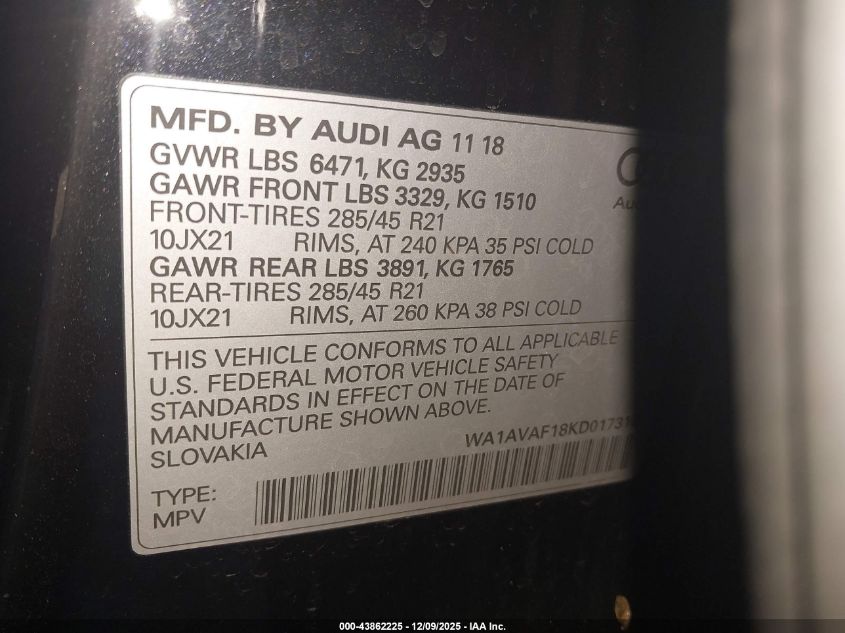 MFD. BY AUDI AG 11 18
GVWR LBS 6471, KG 2935
GAWR FRONT LBS 3329, KG 1510
FRONT-TIRES 285/45 R21
10JX21 RIMS, AT 240 KPA 35 PSI COLD
GAWR REAR LBS 3891, KG 1765
REAR-TIRES 285/45 R21
10JX21 RIMS, AT 260 KPA 38 PSI COLD
THIS VEHICLE CONFORMS TO ALL APPLICABLE
U.S. FEDERAL MOTOR VEHICLE SAFETY
STANDARDS IN EFFECT ON THE DATE OF
MANUFACTURE SHOWN ABOVE.
SLOVAKIA
TYPE:
MPV
000-43862225 - 12/09/2025 - IAA Inc.